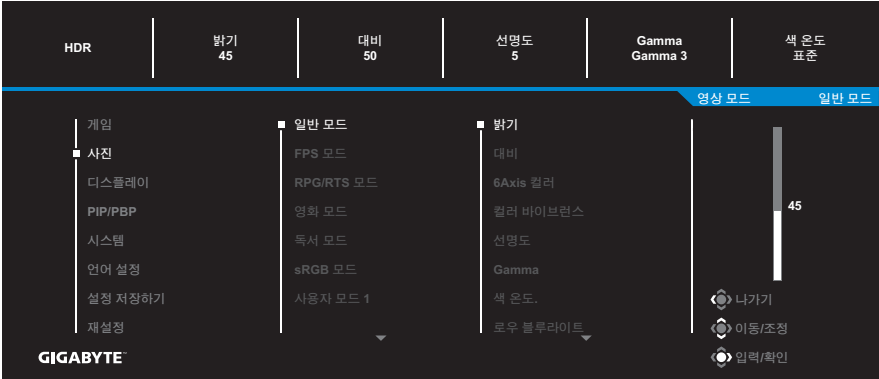 HDR
밝기
45
대비
50
선명도
5
Gamma
Gamma 3
색 온도
표준
영상 모드 일반 모드
게임
사진
디스플레이
PIP/PBP
시스템
언어 설정
설정 저장하기
재설정
일반 모드
FPS 모드
RPG/RTS 모드
영화 모드
독서 모드
sRGB 모드
사용자 모드 1
밝기
대비
6Axis 컬러
컬러 바이브런스
선명도
Gamma
색 온도.
로우 블루라이트
45
나가기
이동/조정
입력/확인
GIGABYTE™